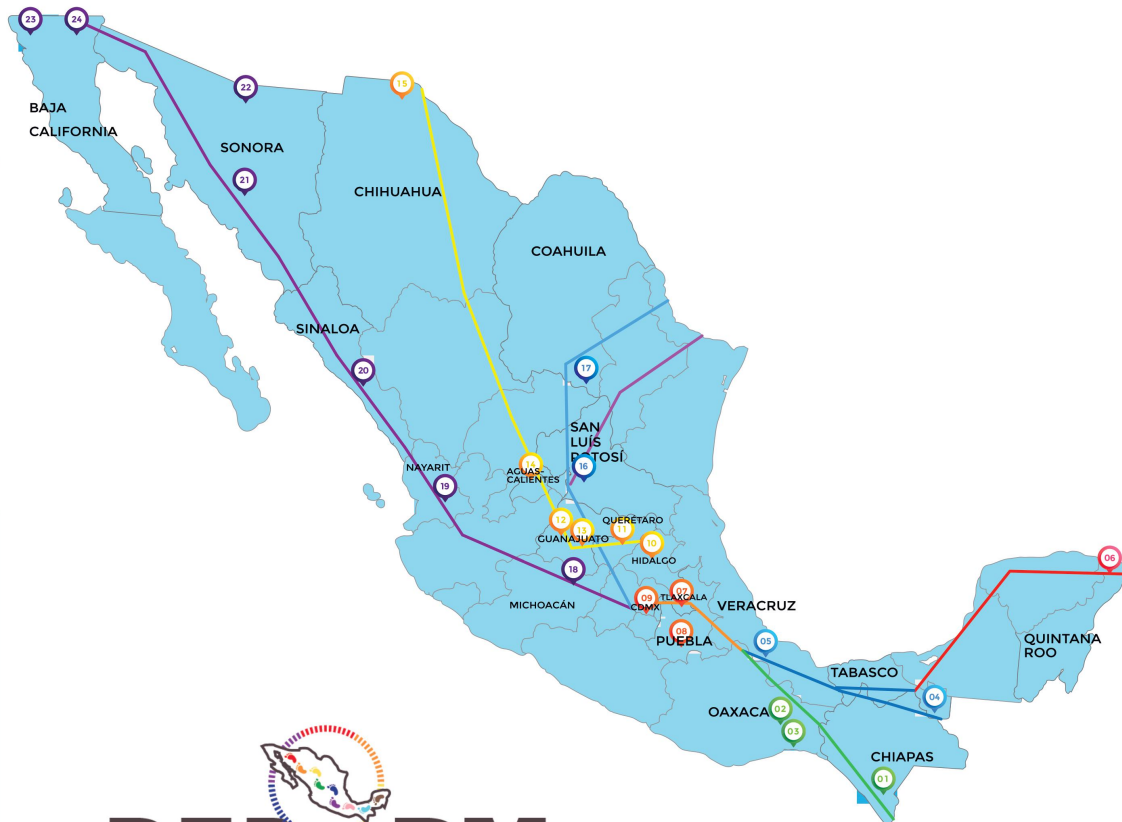 23
24
22
15
BAJA
CALIFORNIA
SONORA
21
CHIHUAHUA
COAHUILA
SINALOA
20
17
SAN
LUÍS
POTOSÍ
16
NAYARIT
19
14
AGUAS-
CALIENTES
12
13
GUANAJUATO
QUERÉTARO
11
10
HIDALGO
18
MICHOACÁN
09
CDMX
07
TLAXCALA
VERACRUZ
08
PUEBLA
05
06
QUINTANA
ROO
TABASCO
04
OAXACA
02
03
CHIAPAS
01